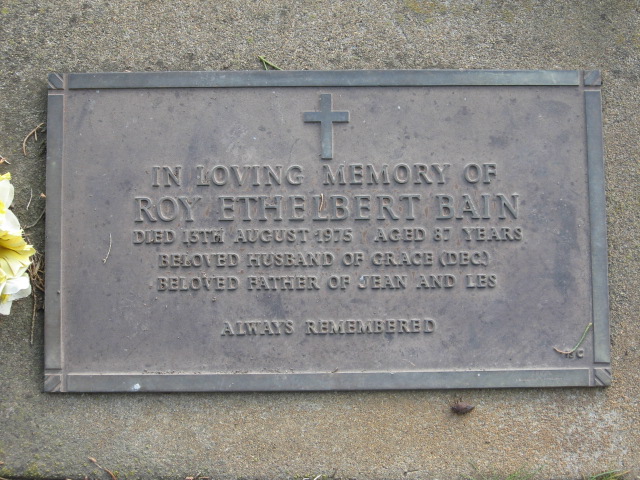 IN LOVING MEMORY OF
ROY ETHELBERT BAIN
DIED 13TH AUGUST 1975 AGED 87 YEARS
BELOVED HUSBAND OF GRACE (DEC)
BELOVED FATHER OF JEAN AND LES
ALWAYS REMEMBERED